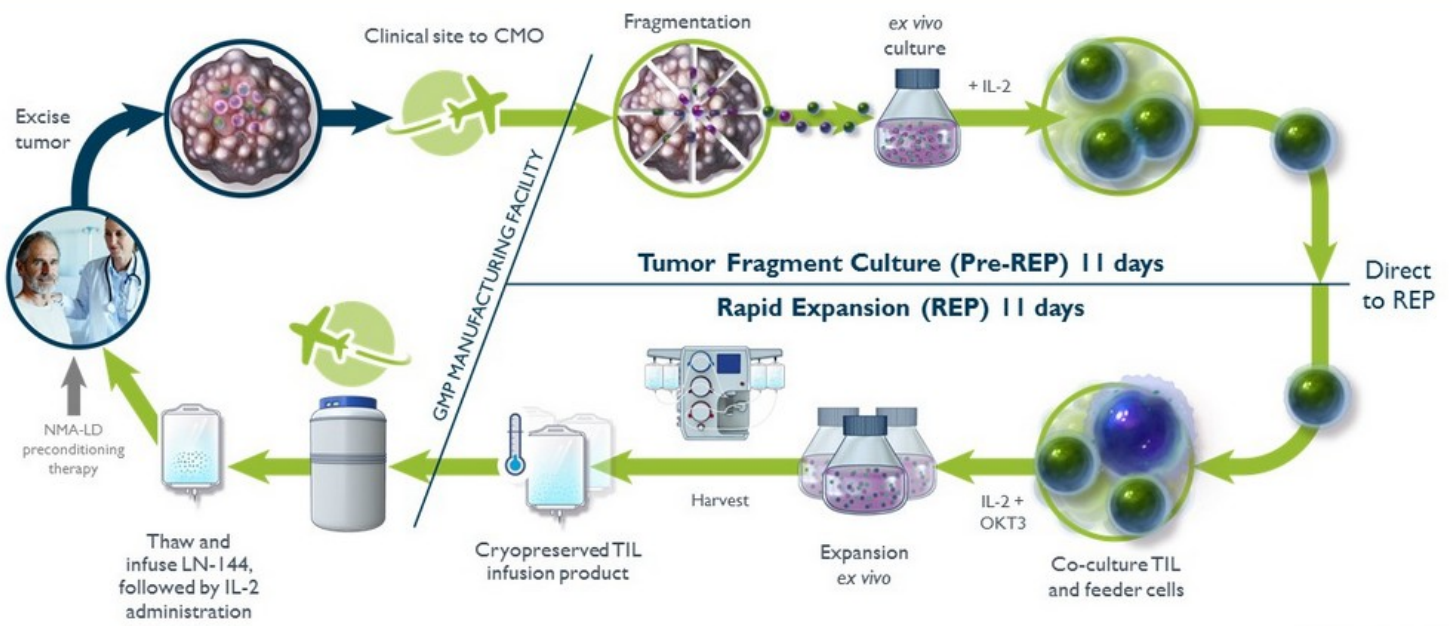 Fragmentation
ex vivo
culture
Clinical site to CMO
+ IL-2
Excise
tumor
GMP MANUFACTURING FACILITY
Tumor Fragment Culture (Pre-REP) 11 days
Rapid Expansion (REP) 11 days
Direct
to REP
NMA-LD
preconditioning
therapy
Thaw and
infuse LN-144,
followed by IL-2
administration
Cryopreserved TIL
infusion product
Harvest
Expansion
ex vivo
IL-2 +
OKT3
Co-culture TIL
and feeder cells